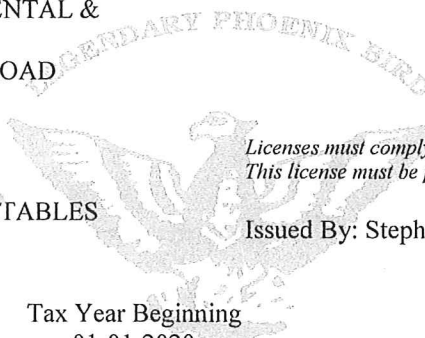 ENTAL &
LEGENDARY PHOENIX BIRD
OAD
Licenses must comply
This license must be
TABLES
Issued By: Steph
Tax Year Beginning
01-01-2020